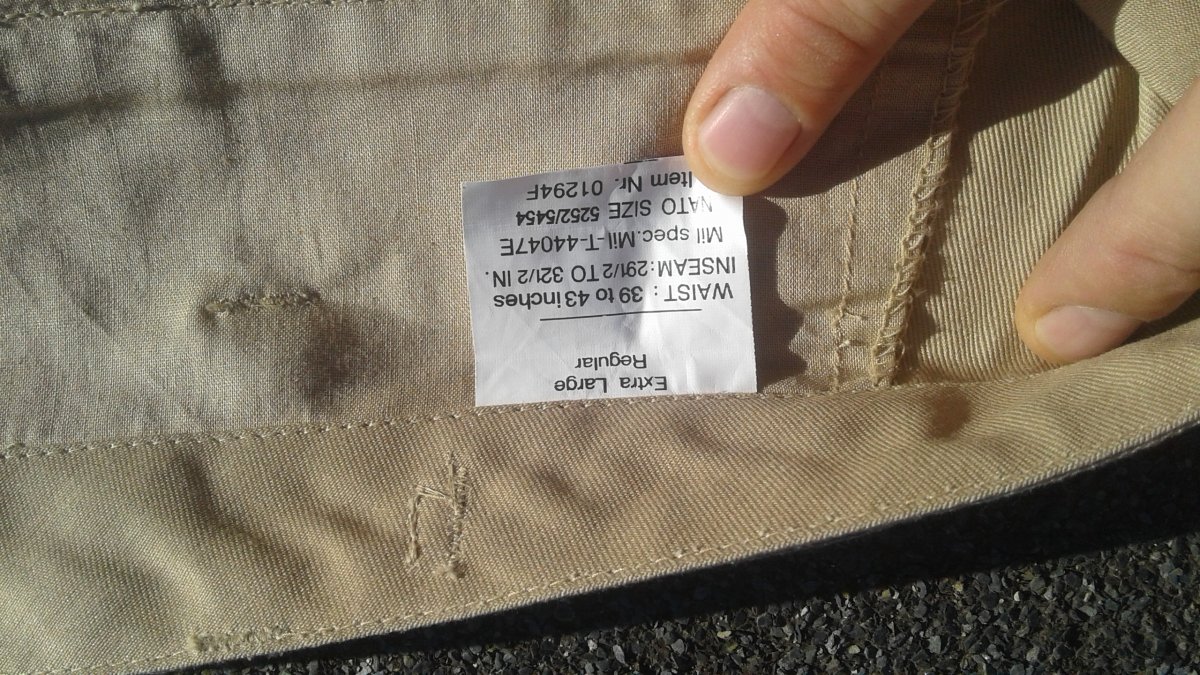 Extra Large
Regular
WAIST : 39 to 43 inches
INSEAM: 29 1/2 TO 32 1/2 IN.
Mil spec.Mil-T-44047E
NATO SIZE 5252/5454
Item Nr. 01294F